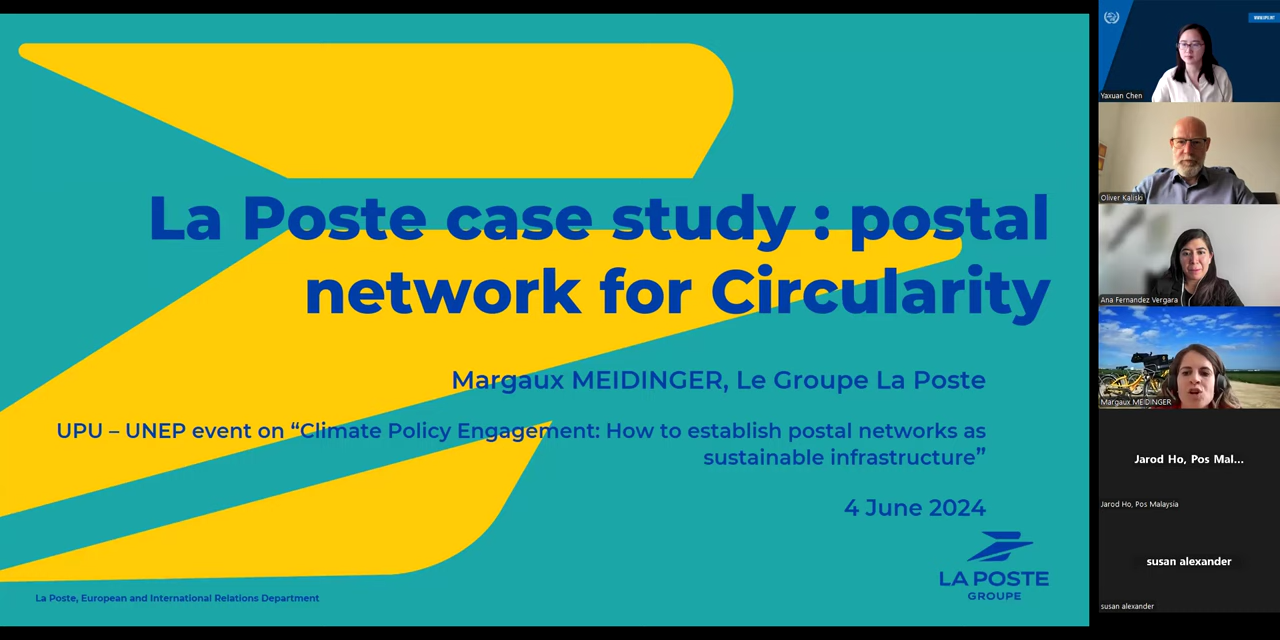 La Poste case study : postal
network for Circularity
Margaux MEIDINGER, Le Groupe La Poste
UPU – UNEP event on “Climate Policy Engagement: How to establish postal networks as
sustainable infrastructure”
4 June 2024
LA POSTE
GROUPE
La Poste, European and International Relations Department
WWW.UPU.INT
Yaxuan Chen
Oliver Kaliski
Ana Fernandez Vergara
Margaux MEIDINGER
Jarod Ho, Pos Mal...
Jarod Ho, Pos Malaysia
susan alexander
susan alexander